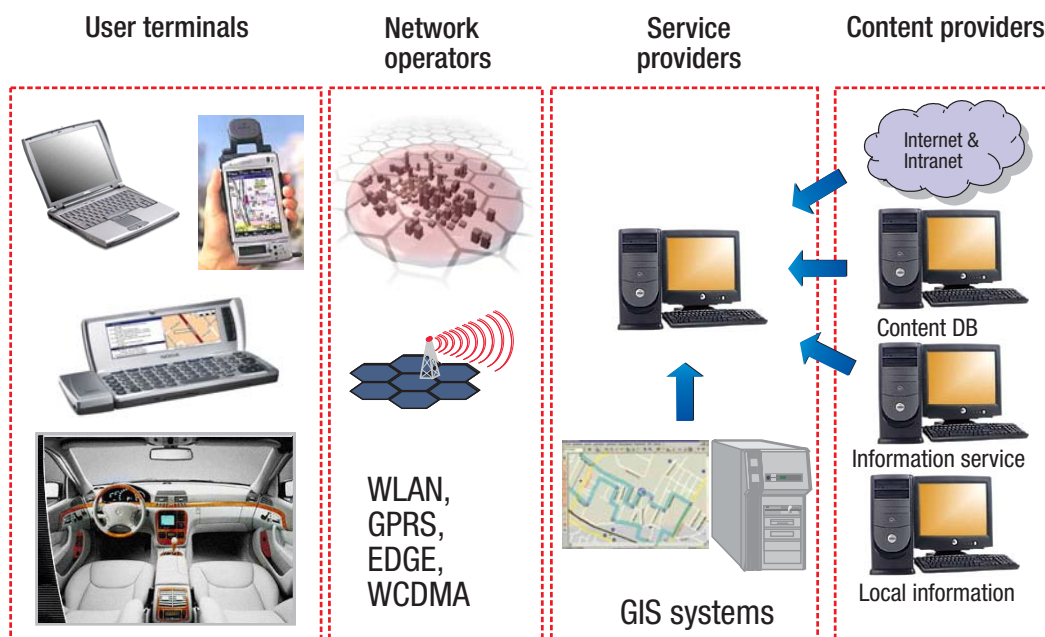 User terminals
Network
operators
Service
providers
Content providers
Internet &
Intranet
Content DB
Information service
Local information
WLAN,
GPRS,
EDGE,
WCDMA
GIS systems
NOKIA